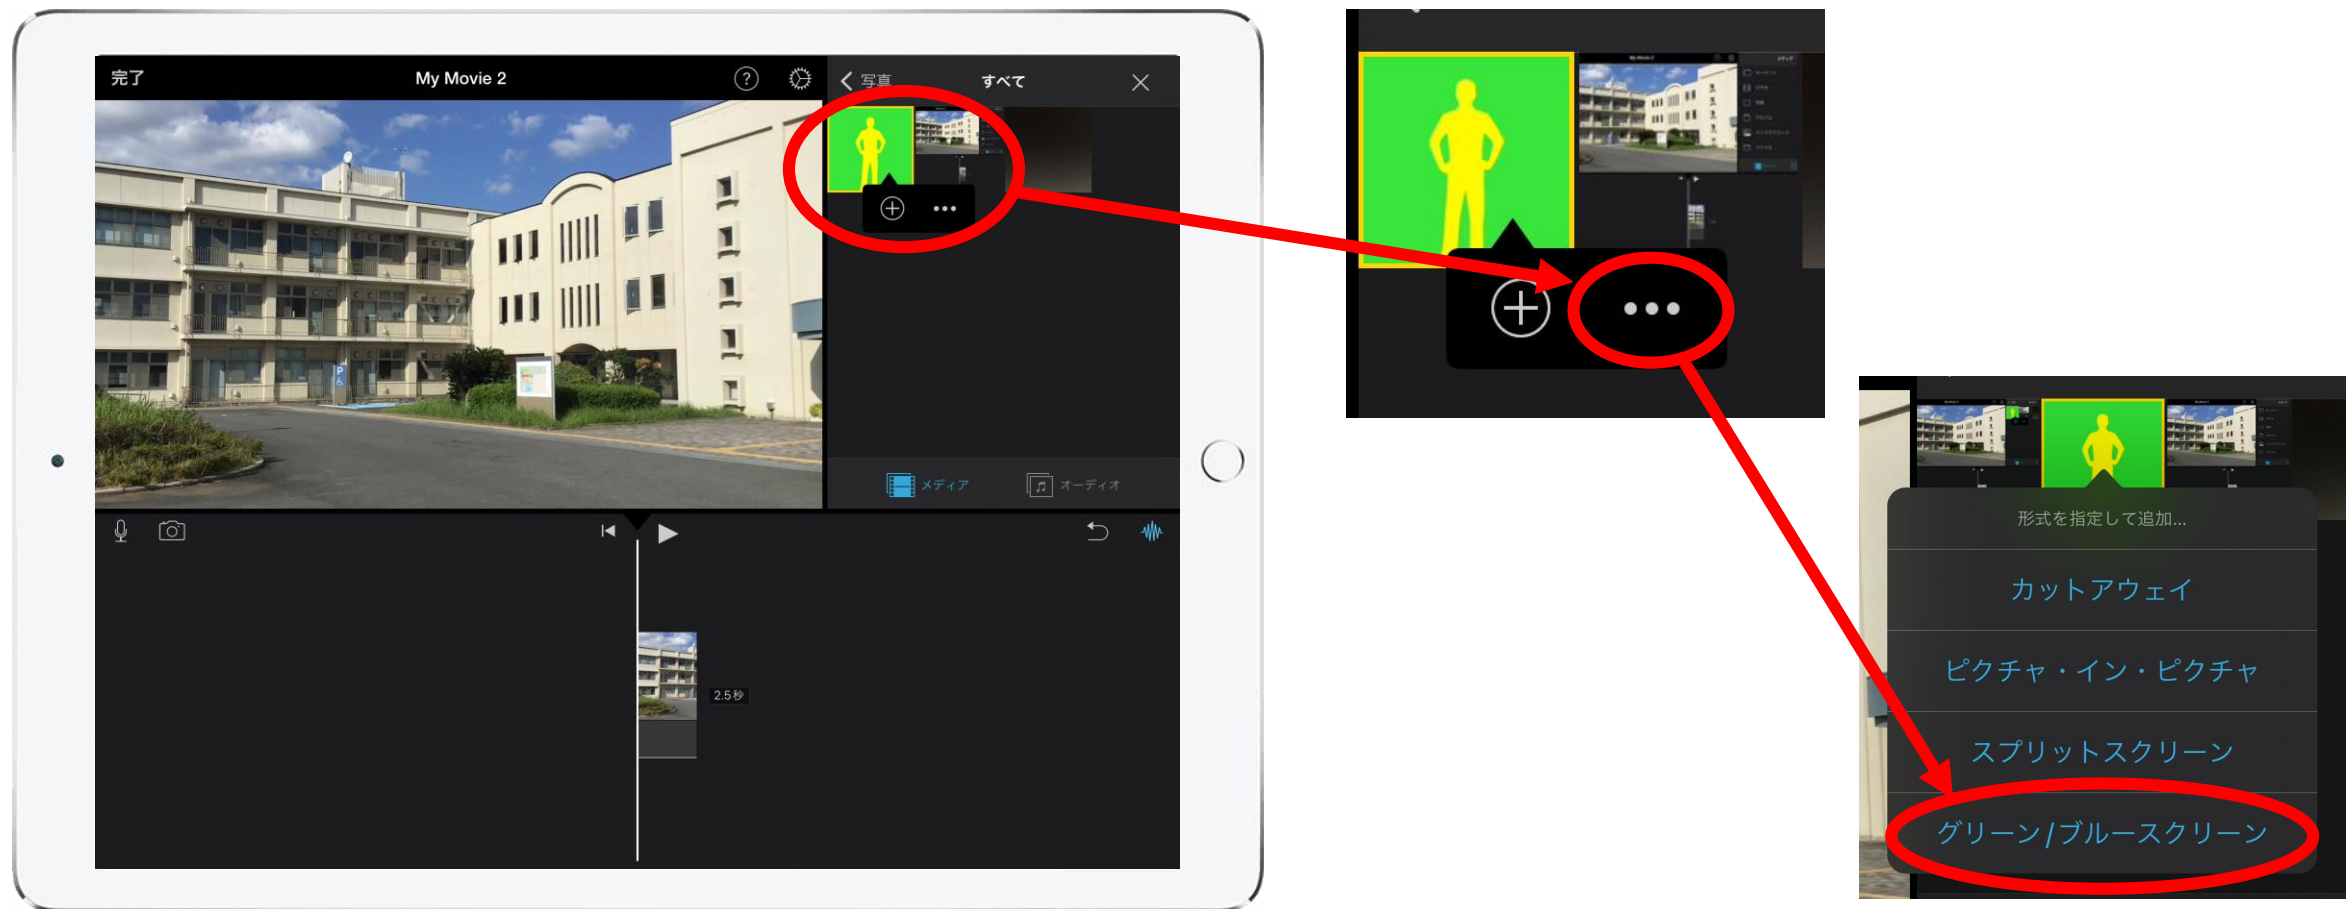 完了
My Movie 2
?
写真
すべて
メディア
オーディオ
2.5秒
形式を指定して追加...
カットアウェイ
ピクチャ・イン・ピクチャ
スプリットスクリーン
グリーン/ブルースクリーン